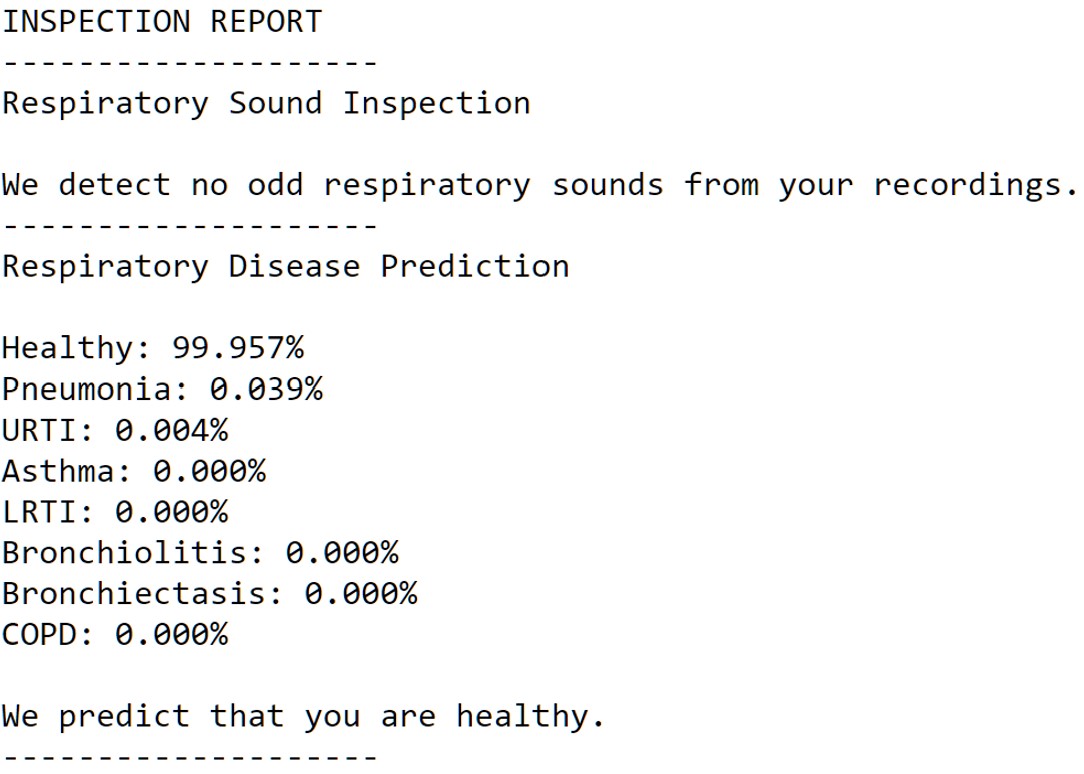 INSPECTION REPORT
--------------------
Respiratory Sound Inspection
We detect no odd respiratory sounds from your recordings.
--------------------
Respiratory Disease Prediction
Healthy: 99.957%
Pneumonia: 0.039%
URTI: 0.004%
Asthma: 0.000%
LRTI: 0.000%
Bronchiolitis: 0.000%
Bronchiectasis: 0.000%
COPD: 0.000%
We predict that you are healthy.
--------------------